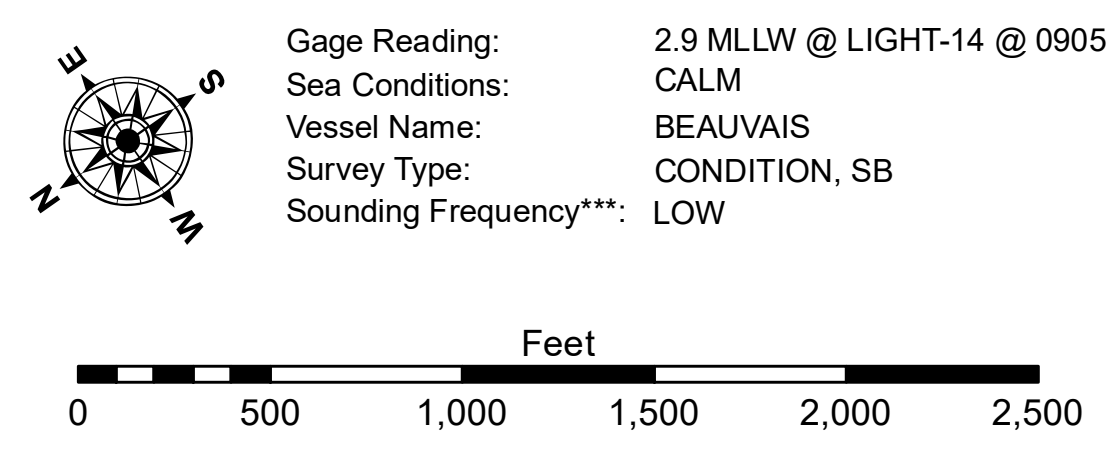 E
S
N
W
Gage Reading: 2.9 MLLW @ LIGHT-14 @ 0905
Sea Conditions: CALM
Vessel Name: BEAUVAIS
Survey Type: CONDITION, SB
Sounding Frequency***: LOW
Feet
0 500 1,000 1,500 2,000 2,500